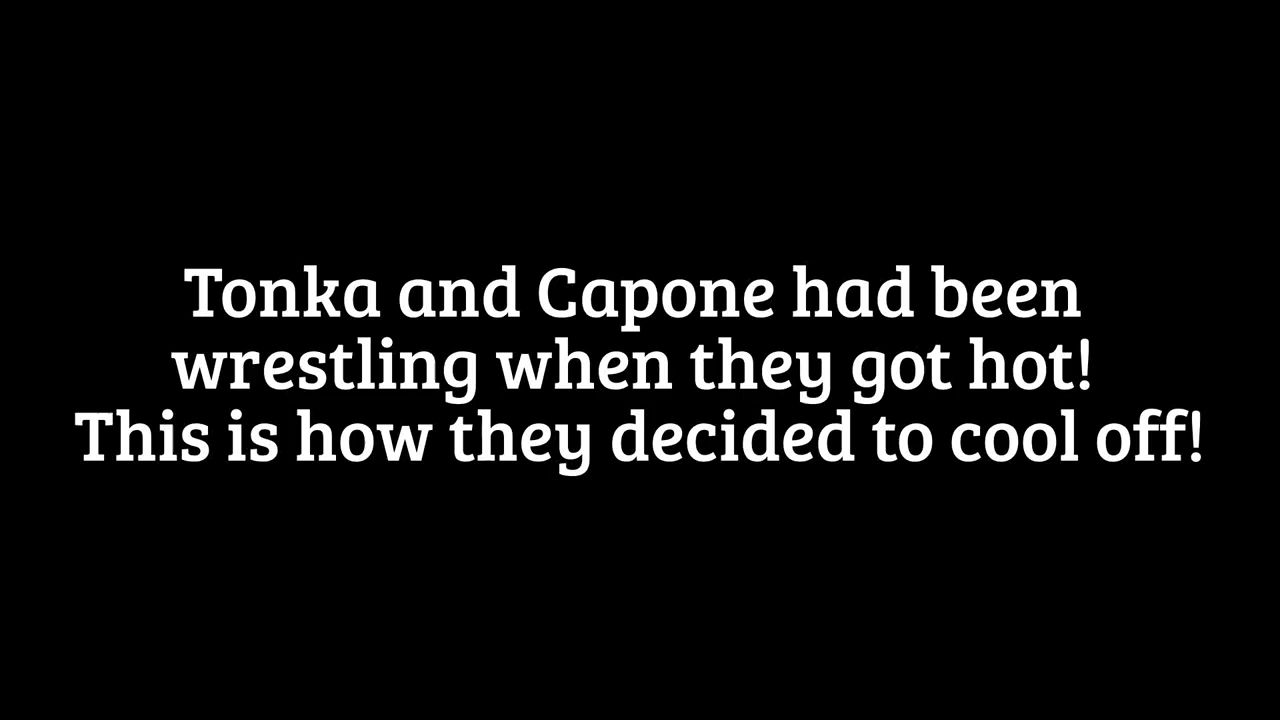 Tonka and Capone had been
wrestling when they got hot!
This is how they decided to cool off!